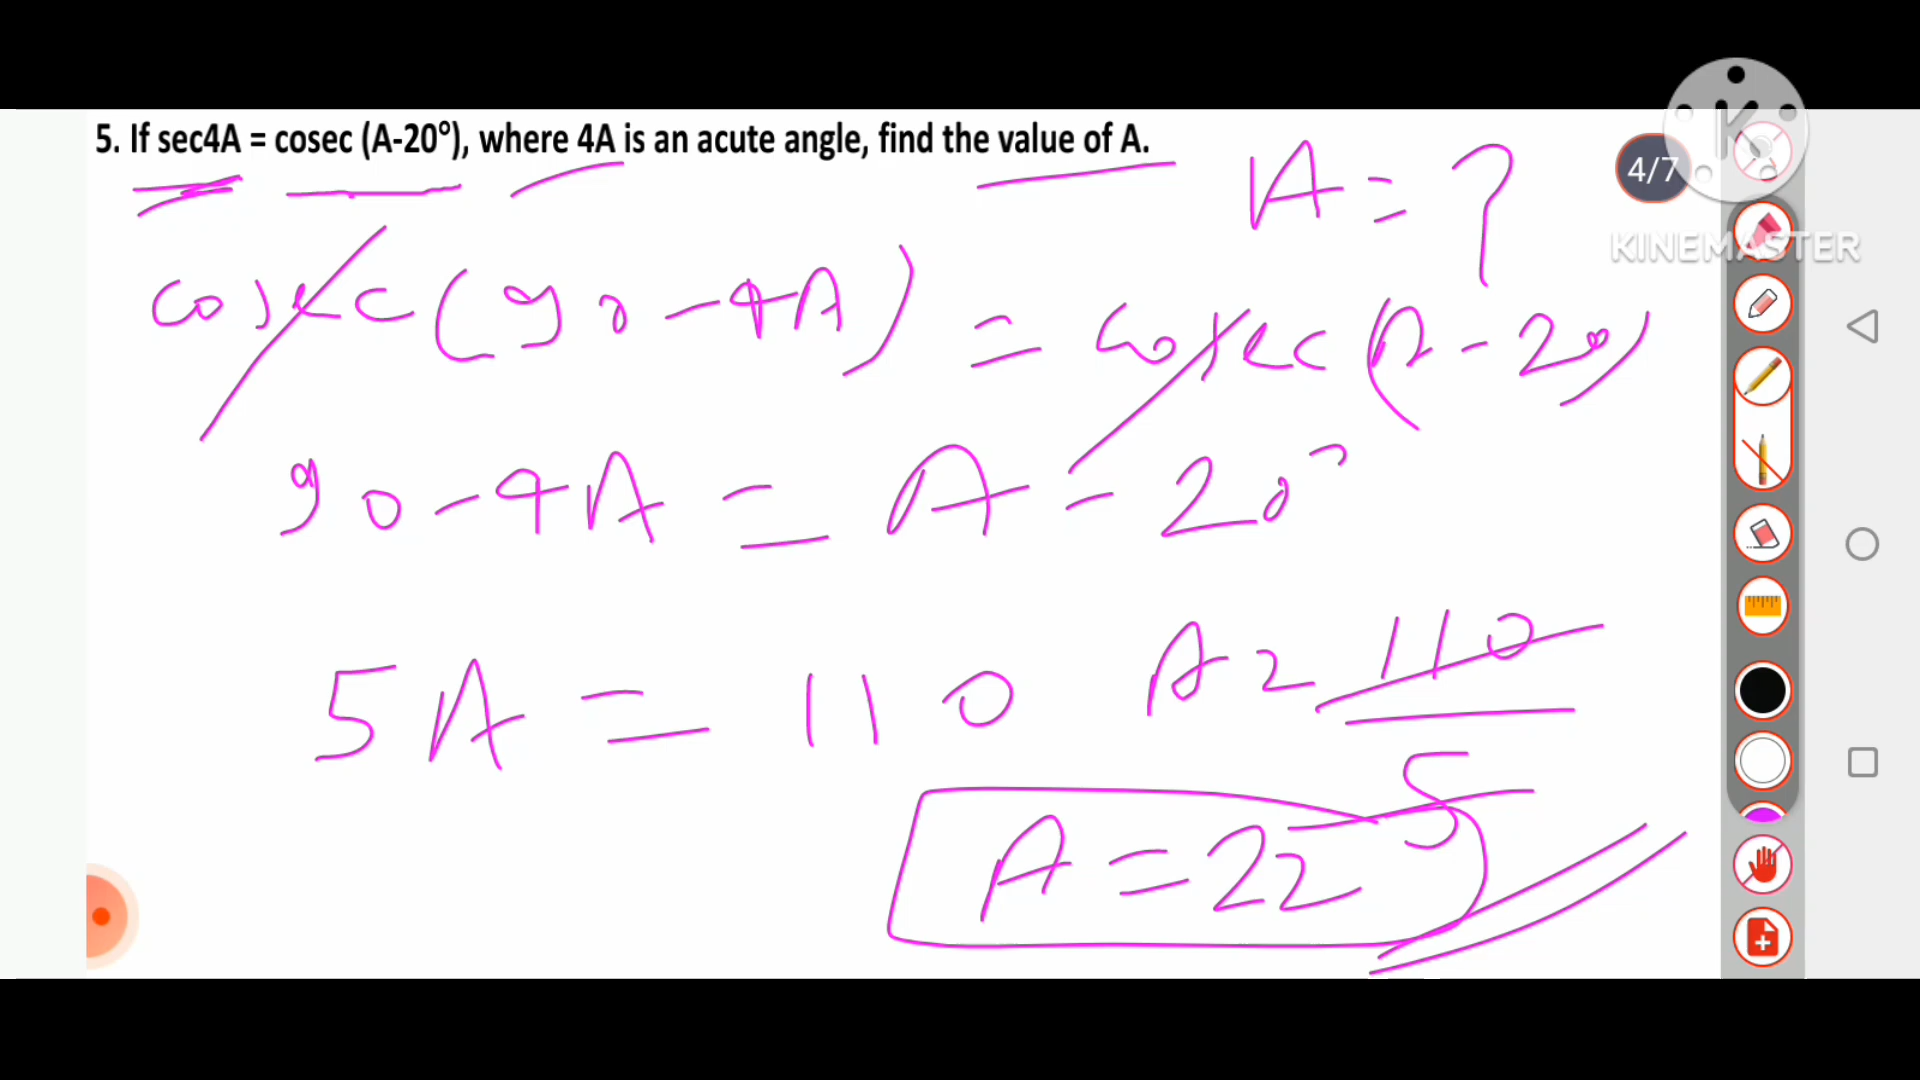 5. If sec4A = cosec (A-20°), where 4A is an acute angle, find the value of A.
A = ?
4/7
KINEMASTER
cosec (90 - 4A) = cosec (A - 20)
90 - 4A = A - 20°
5A = 110
A = 110
5
A = 22